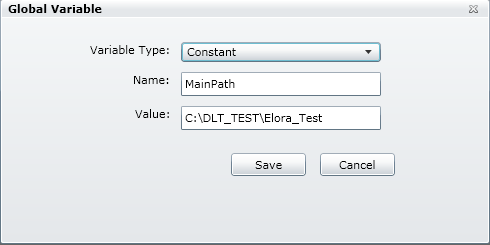 Global Variable
Variable Type: Constant
Name: MainPath
Value: C:\DLT_TEST\Elora_Test
Save Cancel